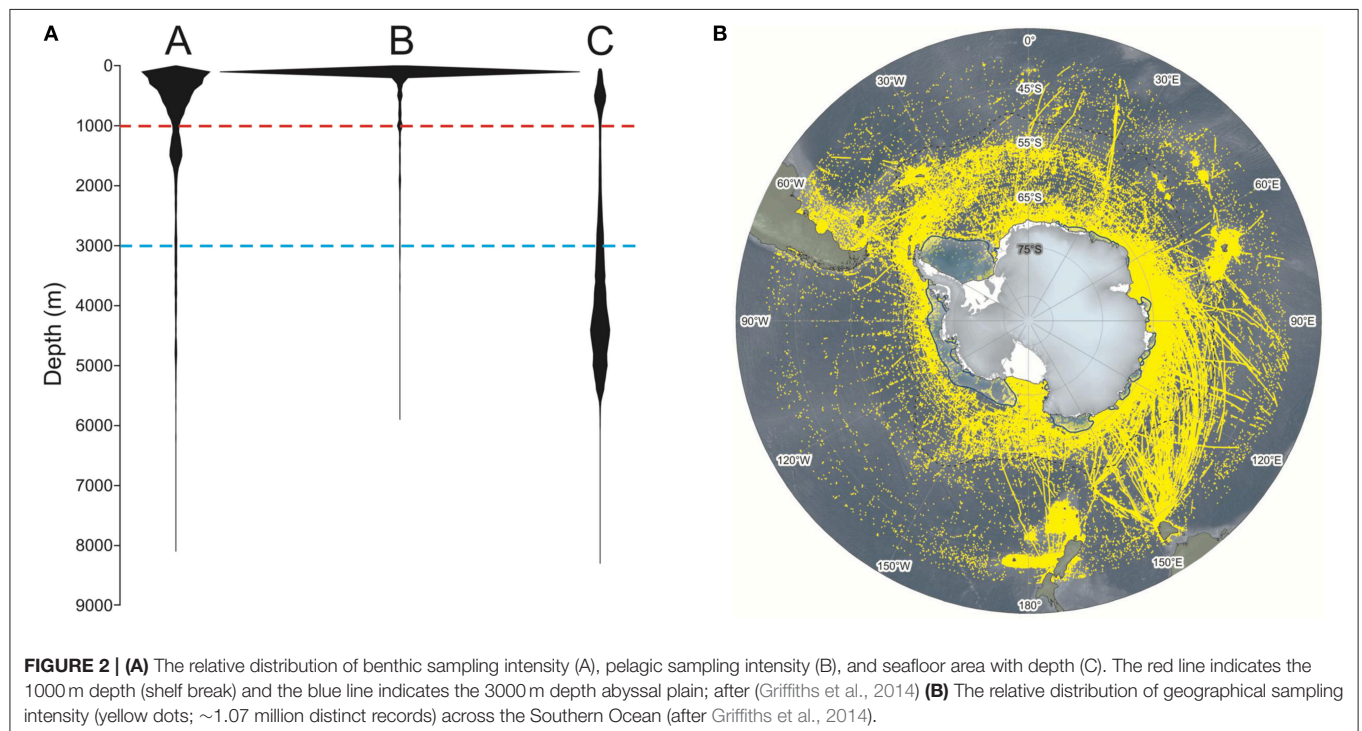 A
A B C
0
1000
2000
3000
4000
5000
6000
7000
8000
9000
Depth (m)
B
0°
30°W
30°E
45°S
55°S
60°W
60°E
65°S
75°S
90°W
90°E
120°W
120°E
150°W
150°E
180°
FIGURE 2 | (A) The relative distribution of benthic sampling intensity (A), pelagic sampling intensity (B), and seafloor area with depth (C). The red line indicates the
1000 m depth (shelf break) and the blue line indicates the 3000 m depth abyssal plain; after (Griffiths et al., 2014) (B) The relative distribution of geographical sampling
intensity (yellow dots; ∼1.07 million distinct records) across the Southern Ocean (after Griffiths et al., 2014).